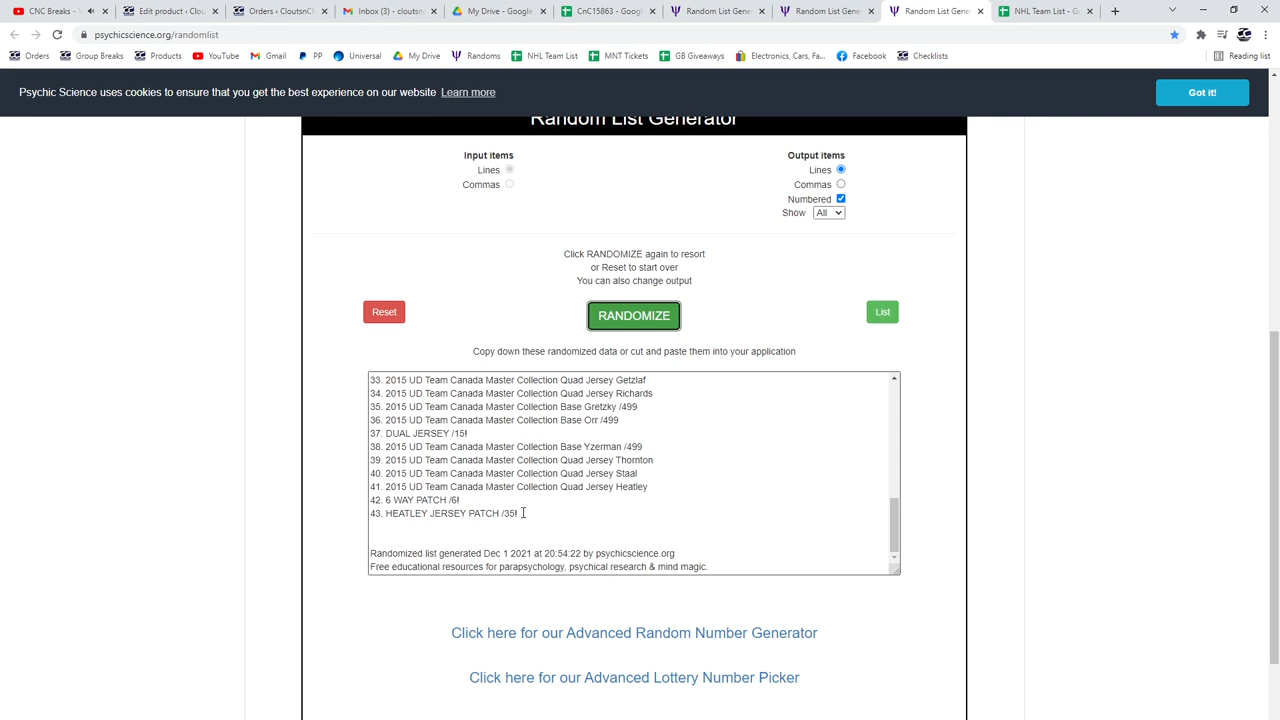 CNC Breaks - Y
Edit product ‹ Clou
Orders ‹ CloutsnCh
Inbox (3) - cloutsn
My Drive - Google
CnC15863 - Google
Random List Gene
Random List Gene
Random List Gene
NHL Team List - G
psychicscience.org/randomlist
Orders
Group Breaks
Products
YouTube
Gmail
PP
Universal
My Drive
Randoms
NHL Team List
MNT Tickets
GB Giveaways
Electronics, Cars, Fa...
Facebook
Checklists
Reading list
Psychic Science uses cookies to ensure that you get the best experience on our website Learn more
Got it!
Random List Generator
Input items
Lines
Commas
Output items
Lines
Commas
Numbered
Show All
Click RANDOMIZE again to resort
or Reset to start over
You can also change output
Reset
RANDOMIZE
List
Copy down these randomized data or cut and paste them into your application
33. 2015 UD Team Canada Master Collection Quad Jersey Getzlaf
34. 2015 UD Team Canada Master Collection Quad Jersey Richards
35. 2015 UD Team Canada Master Collection Base Gretzky /499
36. 2015 UD Team Canada Master Collection Base Orr /499
37. DUAL JERSEY /15!
38. 2015 UD Team Canada Master Collection Base Yzerman /499
39. 2015 UD Team Canada Master Collection Quad Jersey Thornton
40. 2015 UD Team Canada Master Collection Quad Jersey Staal
41. 2015 UD Team Canada Master Collection Quad Jersey Heatley
42. 6 WAY PATCH /6!
43. HEATLEY JERSEY PATCH /35!
Randomized list generated Dec 1 2021 at 20:54:22 by psychicscience.org
Free educational resources for parapsychology, psychical research & mind magic.
Click here for our Advanced Random Number Generator
Click here for our Advanced Lottery Number Picker